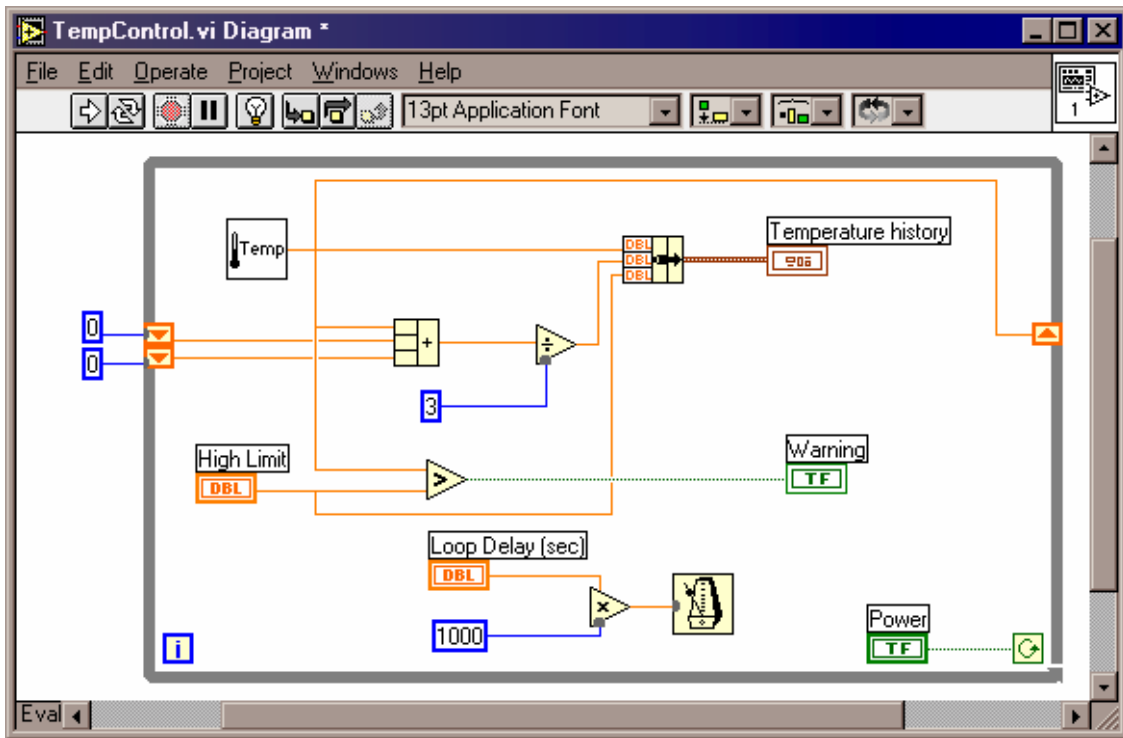 TempControl.vi Diagram *
File Edit Operate Project Windows Help
13pt Application Font
1
Temp
DBL
DBL
DBL
Temperature history
0
0
+
÷
3
High Limit
DBL
>
Warning
TF
Loop Delay (sec)
DBL
x
1000
Power
TF
i
Eval